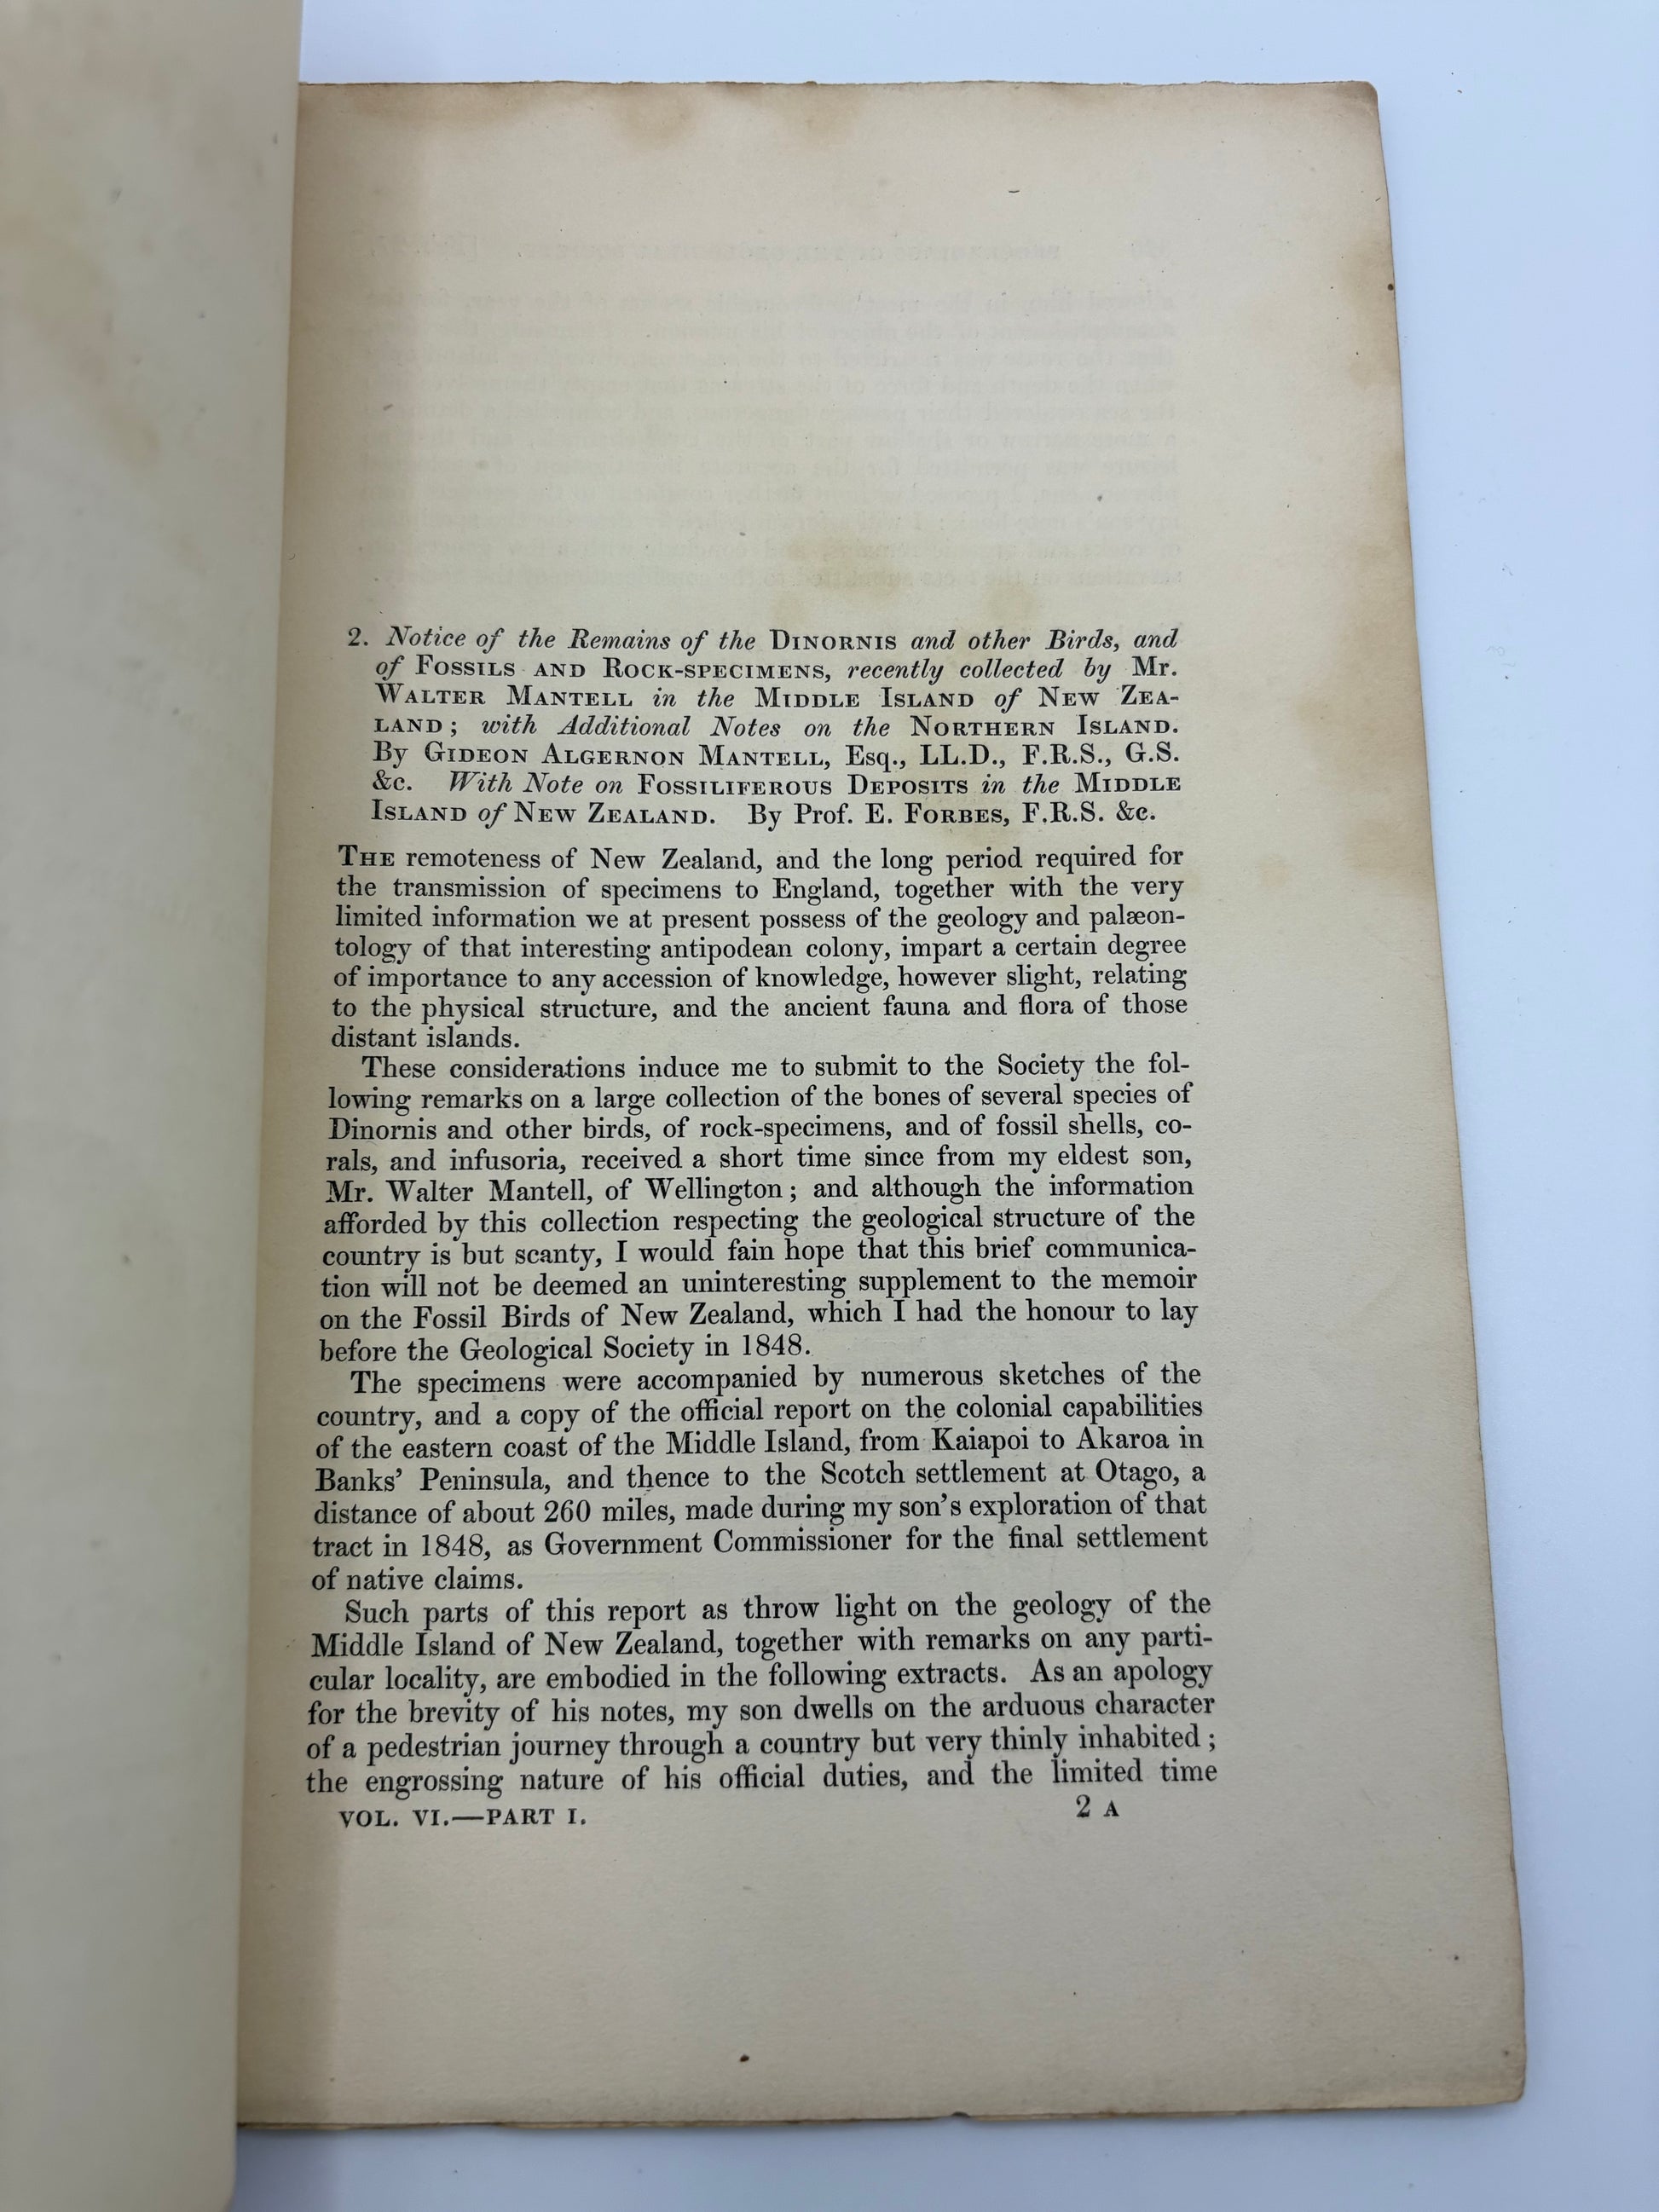 2. Notice of the Remains of the DINORNIS and other Birds, and
of FOSSILS AND ROCK-SPECIMENS, recently collected by Mr.
WALTER MANTELL in the MIDDLE ISLAND of NEW ZEA-
LAND; with Additional Notes on the NORTHERN ISLAND.
By GIDEON ALGERNON MANTELL, Esq., LL.D., F.R.S., G.S.
&c. With Note on FOSSILIFEROUS DEPOSITS in the MIDDLE
ISLAND of NEW ZEALAND. By Prof. E. FORBES, F.R.S. &c.
THE remoteness of New Zealand, and the long period required for
the transmission of specimens to England, together with the very
limited information we at present possess of the geology and palæon-
tology of that interesting antipodean colony, impart a certain degree
of importance to any accession of knowledge, however slight, relating
to the physical structure, and the ancient fauna and flora of those
distant islands.
These considerations induce me to submit to the Society the fol-
lowing remarks on a large collection of the bones of several species of
Dinornis and other birds, of rock-specimens, and of fossil shells, co-
rals, and infusoria, received a short time since from my eldest son,
Mr. Walter Mantell, of Wellington; and although the information
afforded by this collection respecting the geological structure of the
country is but scanty, I would fain hope that this brief communica-
tion will not be deemed an uninteresting supplement to the memoir
on the Fossil Birds of New Zealand, which I had the honour to lay
before the Geological Society in 1848.
The specimens were accompanied by numerous sketches of the
country, and a copy of the official report on the colonial capabilities
of the eastern coast of the Middle Island, from Kaiapoi to Akaroa in
Banks' Peninsula, and thence to the Scotch settlement at Otago, a
distance of about 260 miles, made during my son's exploration of that
tract in 1848, as Government Commissioner for the final settlement
of native claims.
Such parts of this report as throw light on the geology of the
Middle Island of New Zealand, together with remarks on any parti-
cular locality, are embodied in the following extracts. As an apology
for the brevity of his notes, my son dwells on the arduous character
of a pedestrian journey through a country but very thinly inhabited;
the engrossing nature of his official duties, and the limited time
VOL. VI.—PART I. 2 A